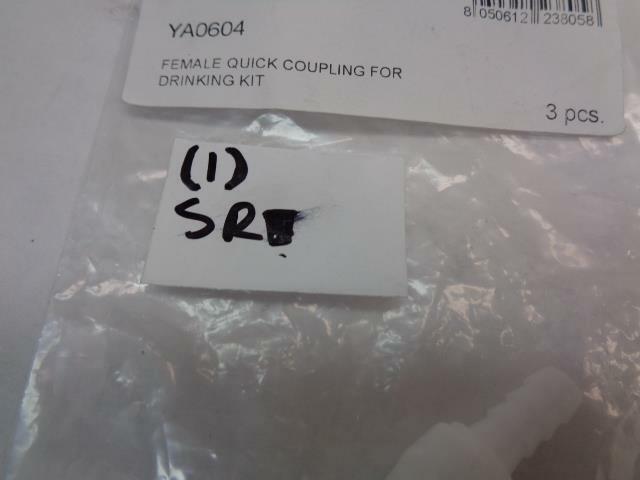 8 050612 238058
YA0604
FEMALE QUICK COUPLING FOR
DRINKING KIT
3 pcs.
(1)
SR